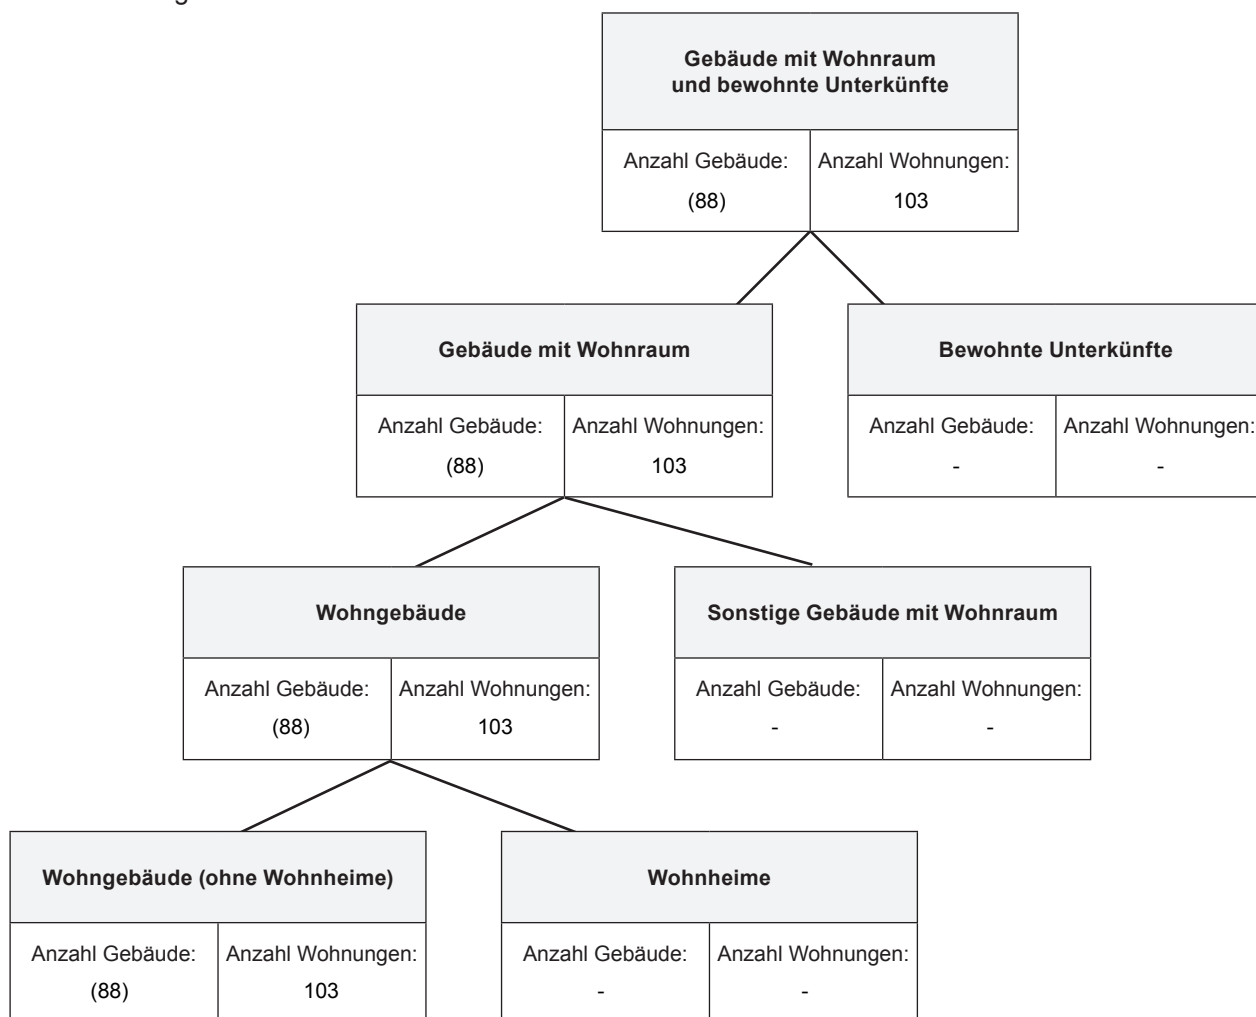 Gebäude mit Wohnraum
und bewohnte Unterkünfte
Anzahl Gebäude: Anzahl Wohnungen:
(88) 103
Gebäude mit Wohnraum Bewohnte Unterkünfte
Anzahl Gebäude: Anzahl Wohnungen: Anzahl Gebäude: Anzahl Wohnungen:
(88) 103 - -
Wohngebäude Sonstige Gebäude mit Wohnraum
Anzahl Gebäude: Anzahl Wohnungen: Anzahl Gebäude: Anzahl Wohnungen:
(88) 103 - -
Wohngebäude (ohne Wohnheime) Wohnheime
Anzahl Gebäude: Anzahl Wohnungen: Anzahl Gebäude: Anzahl Wohnungen:
(88) 103 - -